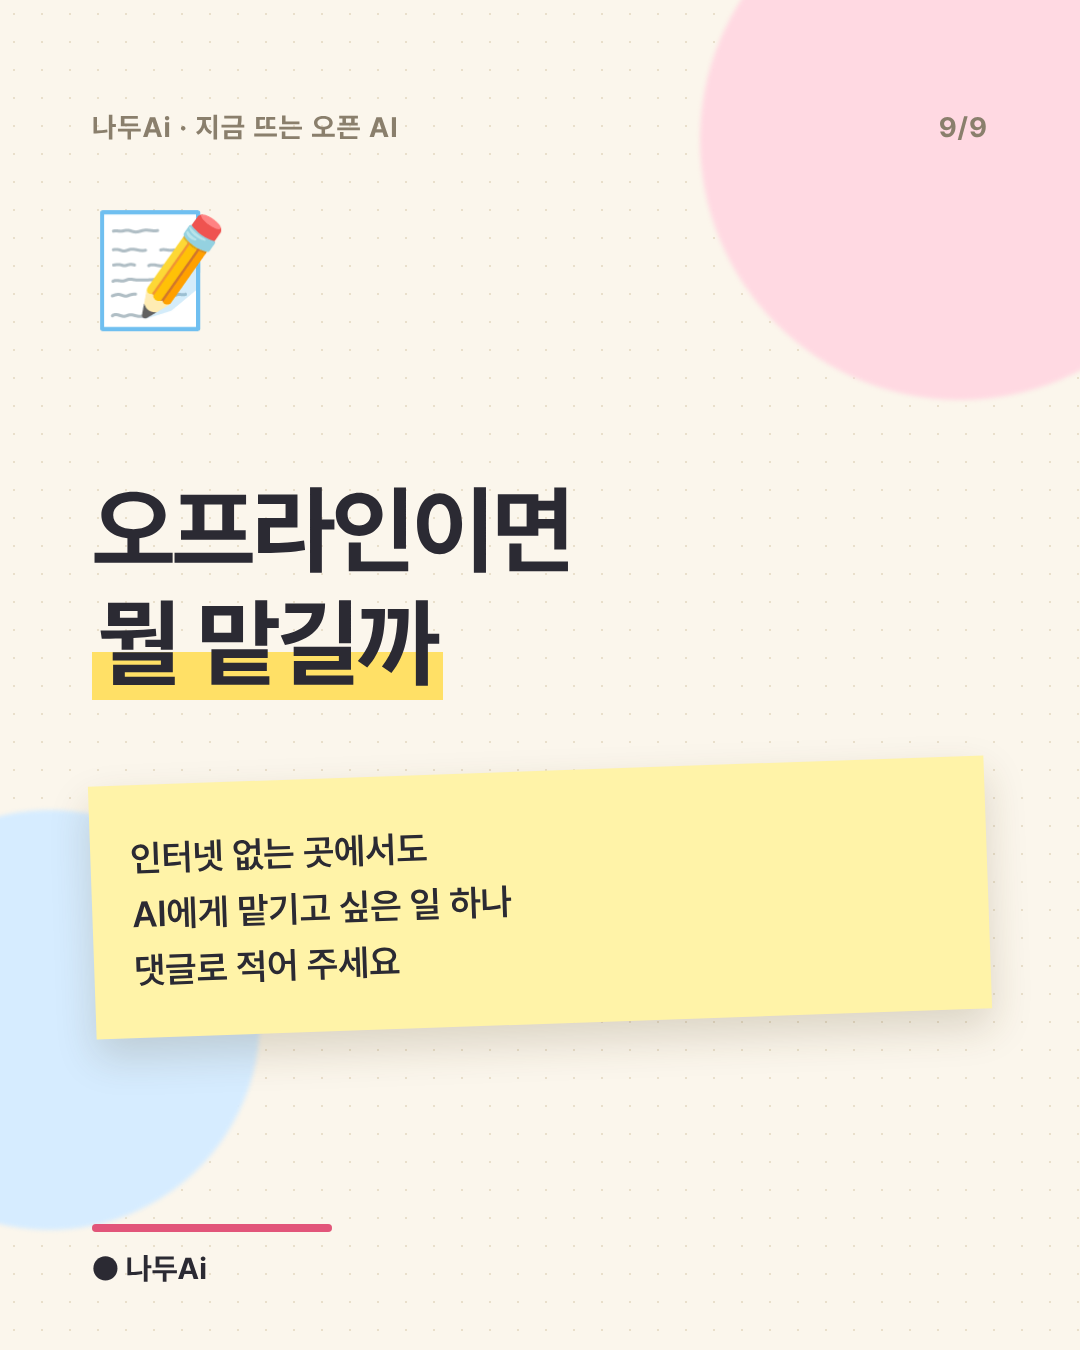 나두Ai · 지금 뜨는 오픈 AI
9/9
오프라인이면
뭘 맡길까
인터넷 없는 곳에서도
AI에게 맡기고 싶은 일 하나
댓글로 적어 주세요
나두Ai